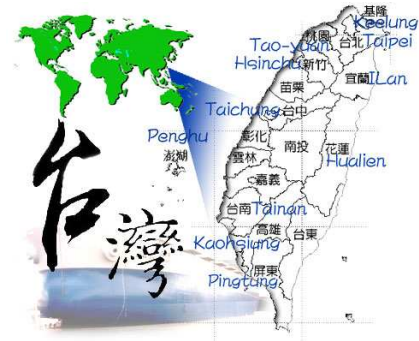 基隆
Keelung
桃園
台北
Taipei
Tao-yuan
Hsinchu
新竹
宜蘭
ILan
苗栗
Taichung
台中
Penghu
澎湖
彰化
南投
花蓮
Hualien
雲林
嘉義
台南
Tainan
高雄
台東
Kaohsiung
屏東
Pingtung
台灣